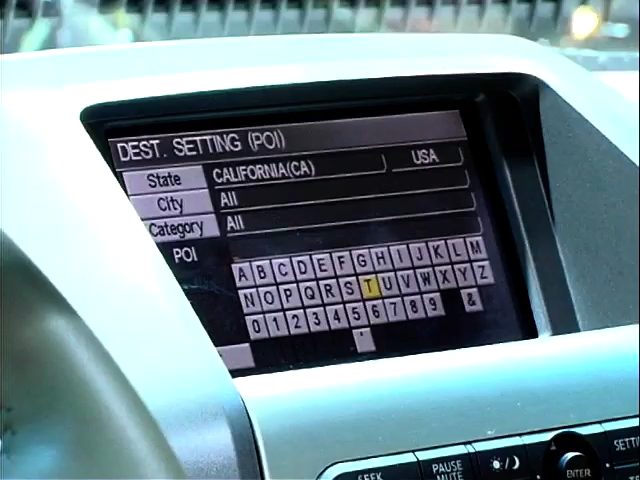 DEST. SETTING (POI)
State CALIFORNIA(CA) USA
City All
Category All
POI
A B C D E F G H I J K L M
N O P Q R S T U V W X Y Z
0 1 2 3 4 5 6 7 8 9 &
'
SEEK PAUSE MUTE ENTER